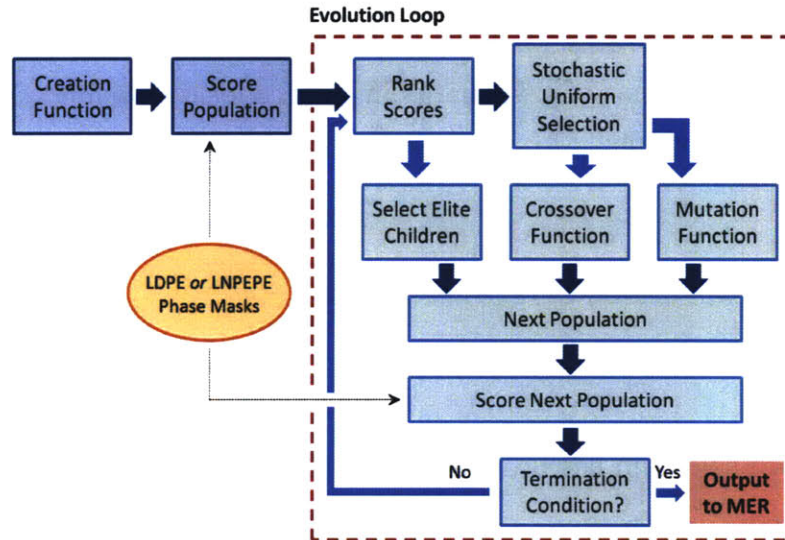 Evolution Loop
Creation
Function
Score
Population
Rank
Scores
Stochastic
Uniform
Selection
Select Elite
Children
Crossover
Function
Mutation
Function
LDPE or LNPEPE
Phase Masks
Next Population
Score Next Population
No
Termination
Condition?
Yes
Output
to MER